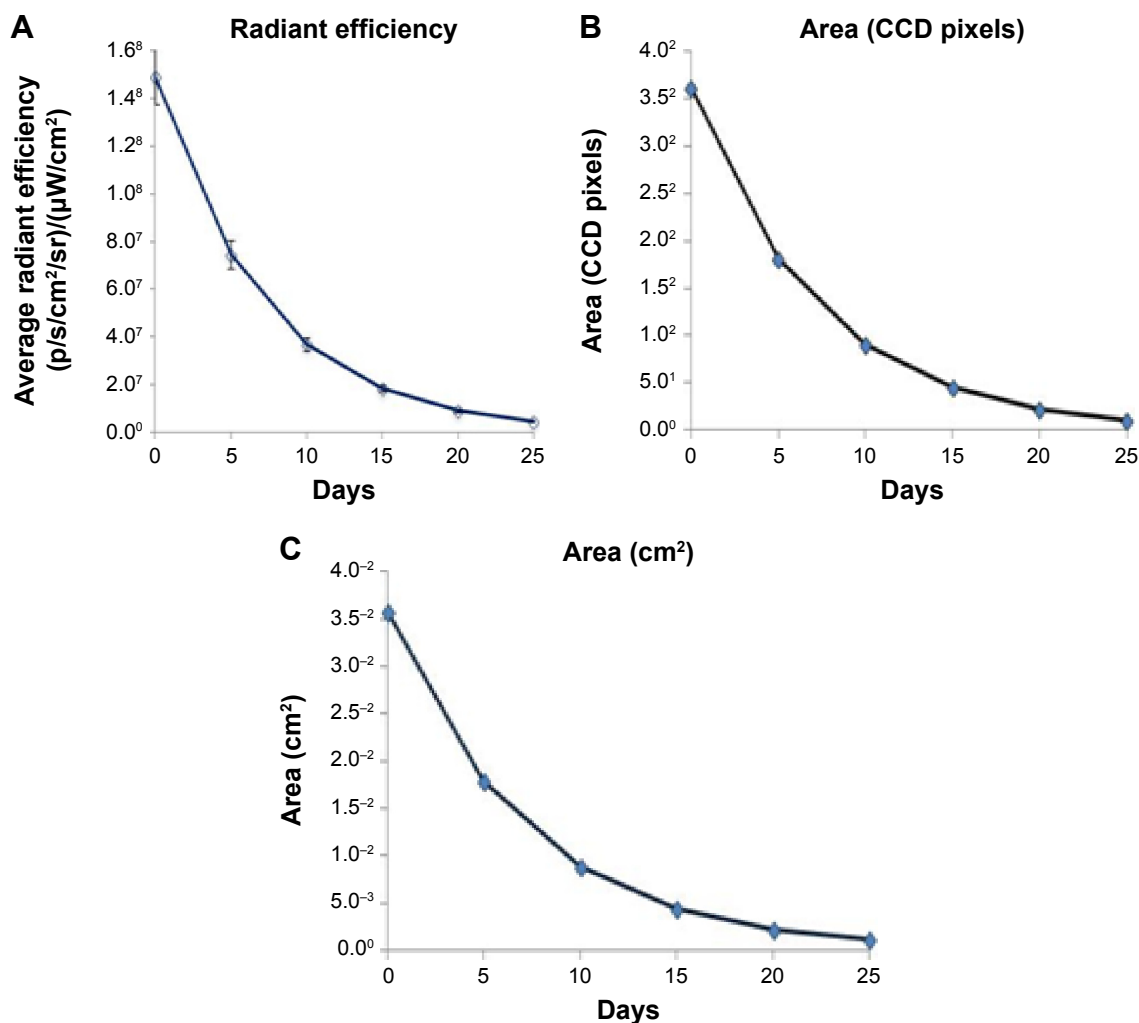 A Radiant efficiency
Average radiant efficiency
(p/s/cm²/sr)/(µW/cm²)
1.6⁸
1.4⁸
1.2⁸
1.0⁸
8.0⁷
6.0⁷
4.0⁷
2.0⁷
0.0⁰
0 5 10 15 20 25
Days
B Area (CCD pixels)
Area (CCD pixels)
4.0²
3.5²
3.0²
2.5²
2.0²
1.5²
1.0²
5.0¹
0.0⁰
0 5 10 15 20 25
Days
C Area (cm²)
Area (cm²)
4.0⁻²
3.5⁻²
3.0⁻²
2.5⁻²
2.0⁻²
1.5⁻²
1.0⁻²
5.0⁻³
0.0⁰
0 5 10 15 20 25
Days